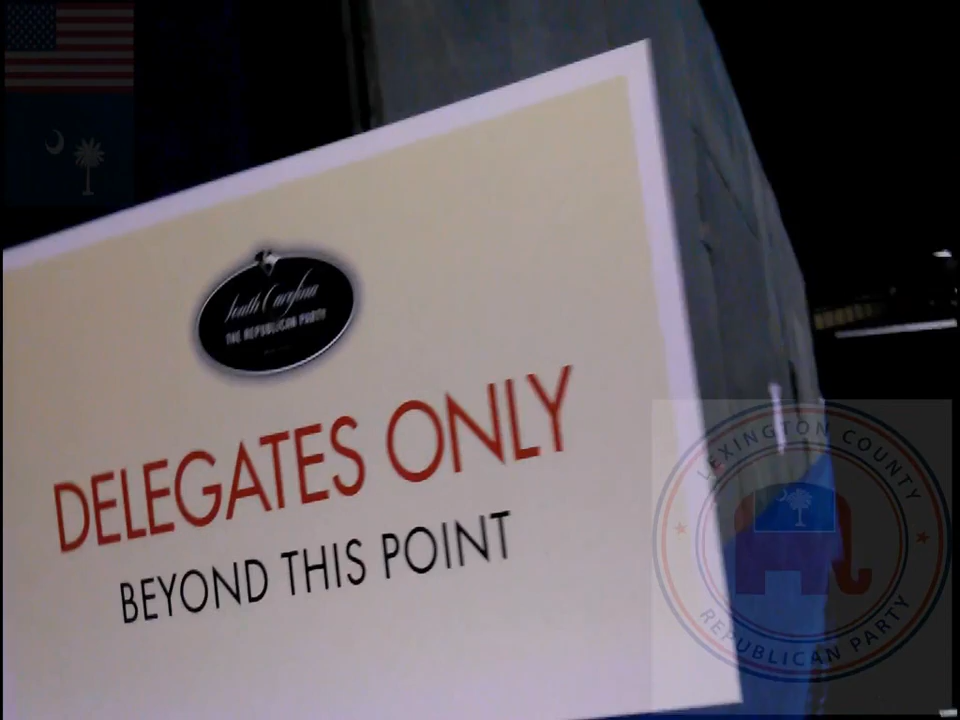 South Carolina
THE REPUBLICAN PARTY
DELEGATES ONLY
BEYOND THIS POINT
LEXINGTON COUNTY
REPUBLICAN PARTY